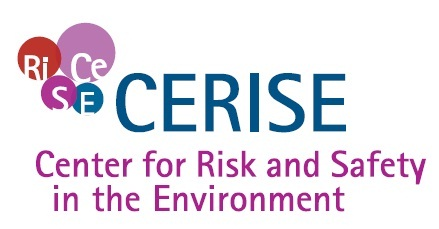 Ri Ce
S E CERISE
Center for Risk and Safety
in the Environment